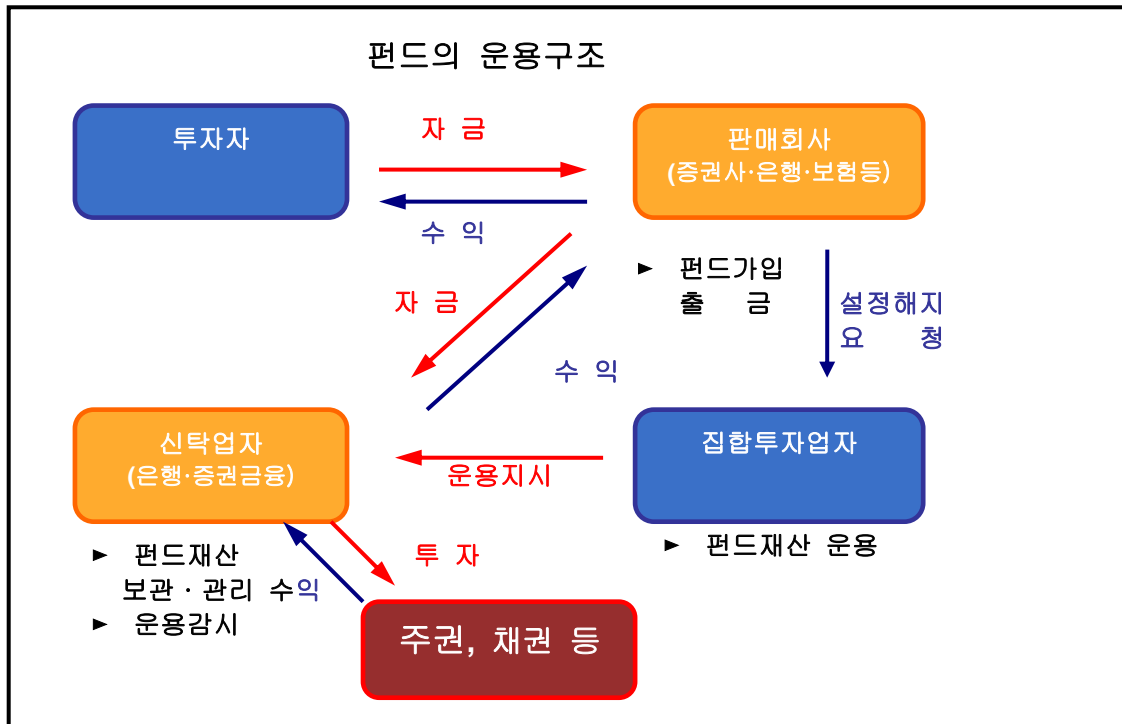 펀드의 운용구조
투자자
자 금
수 익
판매회사
(증권사·은행·보험등)
► 펀드가입
출 금
설정해지
요 청
자 금
수 익
신탁업자
(은행·증권금융)
운용지시
집합투자업자
► 펀드재산 운용
► 펀드재산
보관 · 관리 수익
► 운용감시
투 자
주권, 채권 등